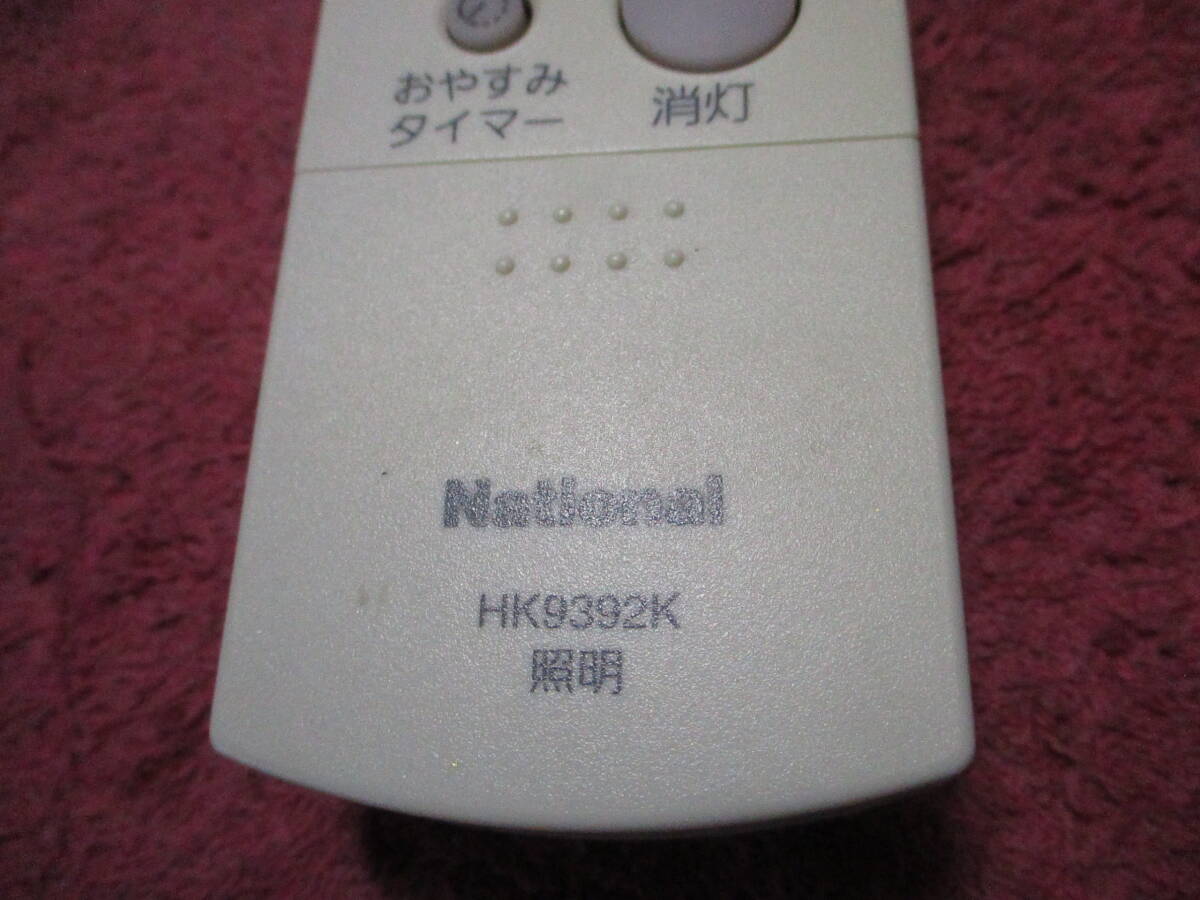 おやすみ
タイマー
消灯
National
HK9392K
照明